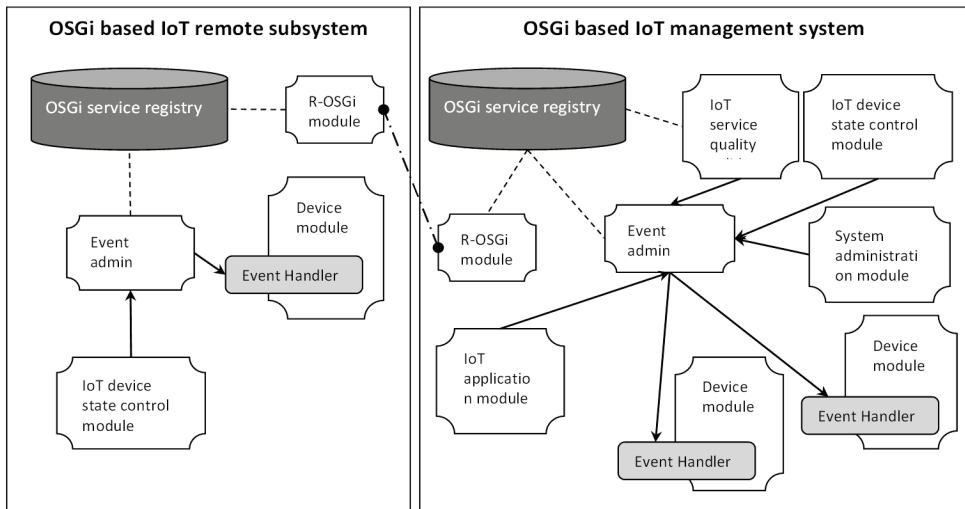 OSGi based IoT remote subsystem
OSGi service registry
R-OSGi
module
Event
admin
Device
module
Event Handler
IoT device
state control
module
OSGi based IoT management system
OSGi service registry
IoT
service
quality
IoT device
state control
module
R-OSGi
module
Event
admin
System
administrati
on module
IoT
applicatio
n module
Device
module
Event Handler
Device
module
Event Handler